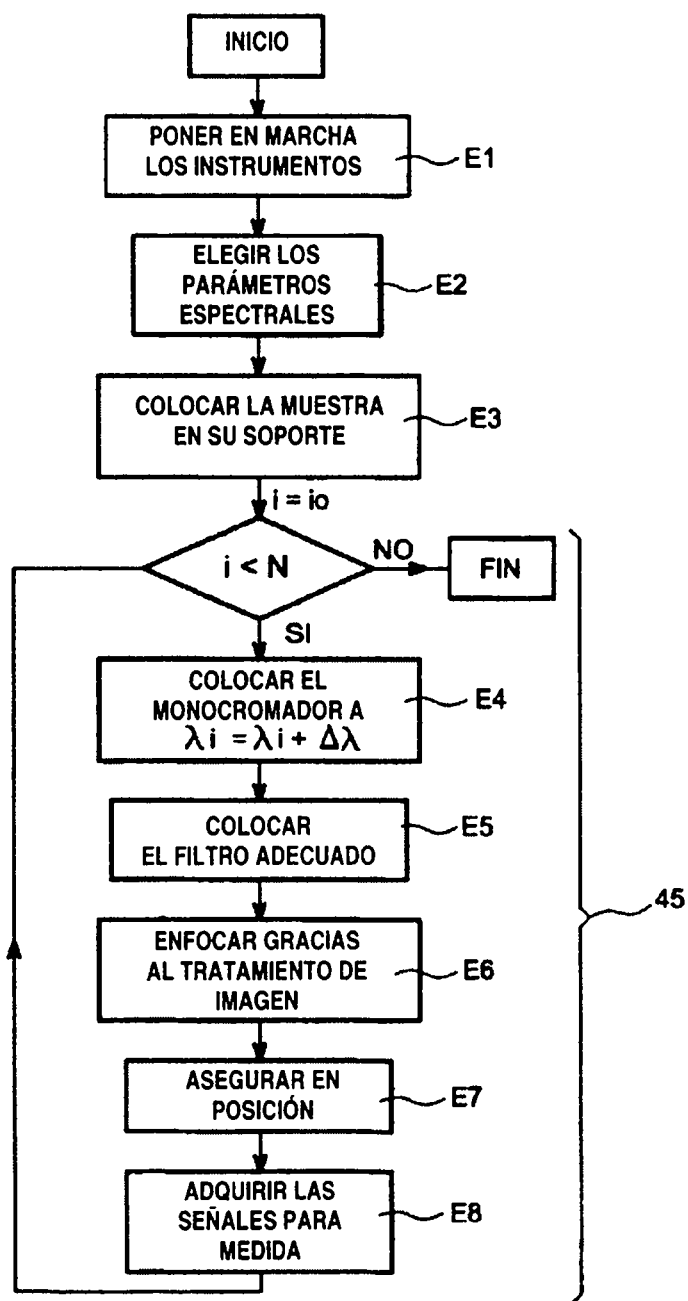 INICIO
PONER EN MARCHA
LOS INSTRUMENTOS
E1
ELEGIR LOS
PARÁMETROS
ESPECTRALES
E2
COLOCAR LA MUESTRA
EN SU SOPORTE
E3
i = io
i < N
NO
FIN
SI
COLOCAR EL
MONOCROMADOR A
λi = λi + Δλ
E4
COLOCAR
EL FILTRO ADECUADO
E5
45
ENFOCAR GRACIAS
AL TRATAMIENTO DE
IMAGEN
E6
ASEGURAR EN
POSICIÓN
E7
ADQUIRIR LAS
SEÑALES PARA
MEDIDA
E8